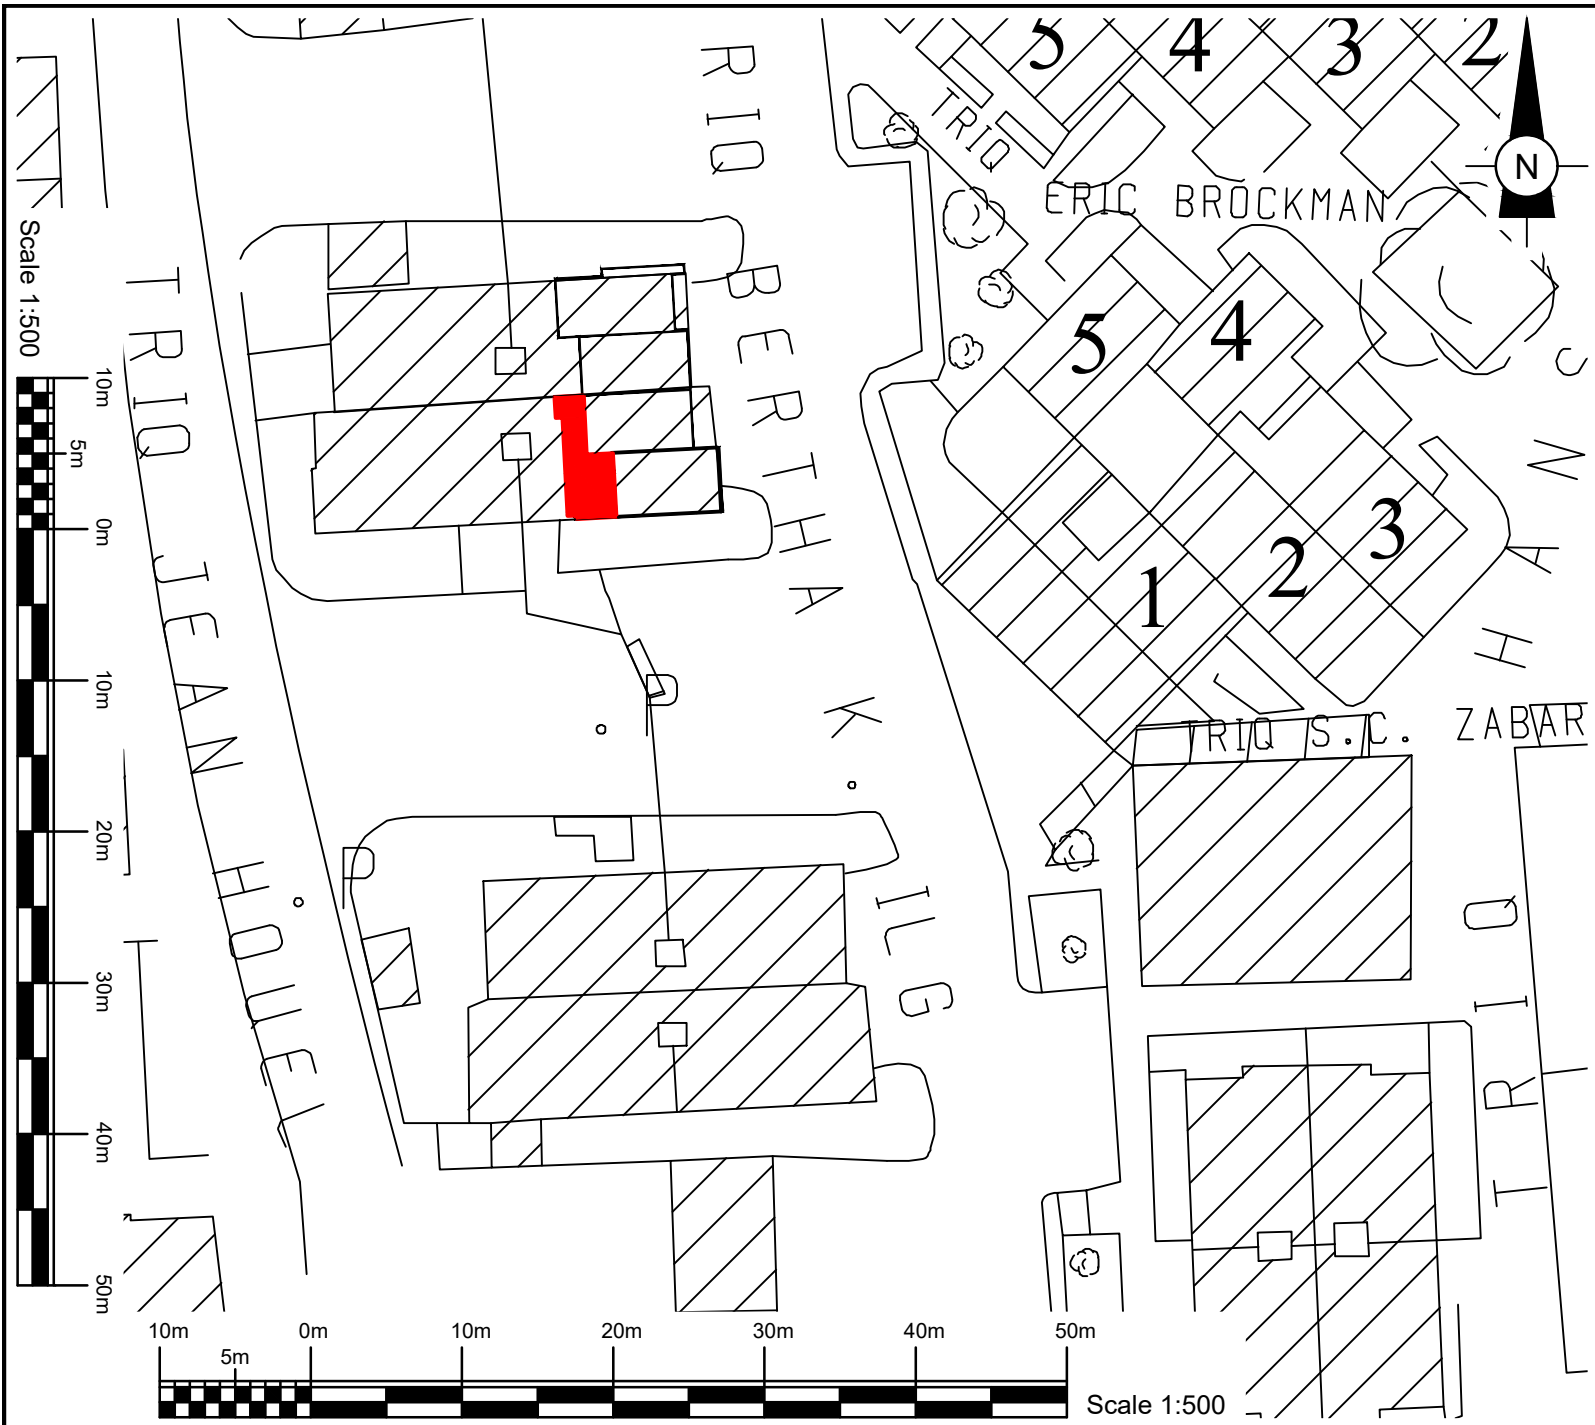 5 4 3 2
N
TRIQ
ERIC BROCKMAN
RIQ BERTHA K. ILG
TRIQ JEAN HOUEL
5 4
3
2
1
TRIQ S.C. ZABAR
TRIQ HANC
P
P
Scale 1:500
10m
5m
0m
10m
20m
30m
40m
50m
10m 0m 10m 20m 30m 40m 50m
5m
Scale 1:500